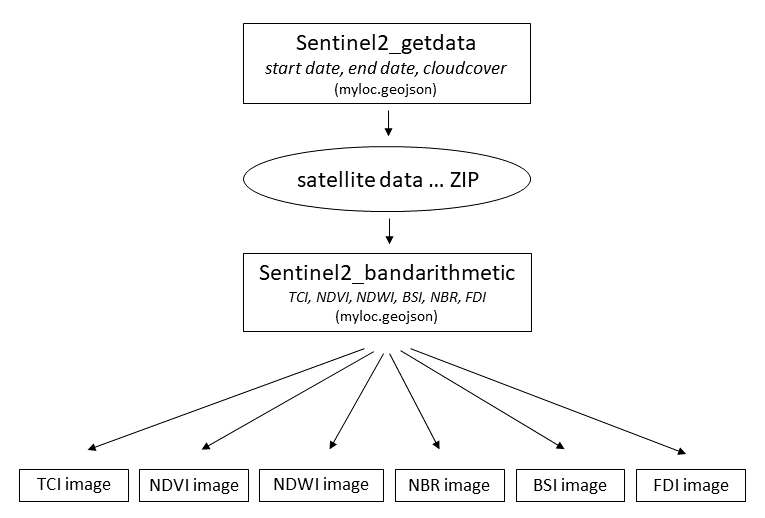 Sentinel2_getdata
start date, end date, cloudcover
(myloc.geojson)
satellite data ... ZIP
Sentinel2_bandarithmetic
TCI, NDVI, NDWI, BSI, NBR, FDI
(myloc.geojson)
TCI image
NDVI image
NDWI image
NBR image
BSI image
FDI image